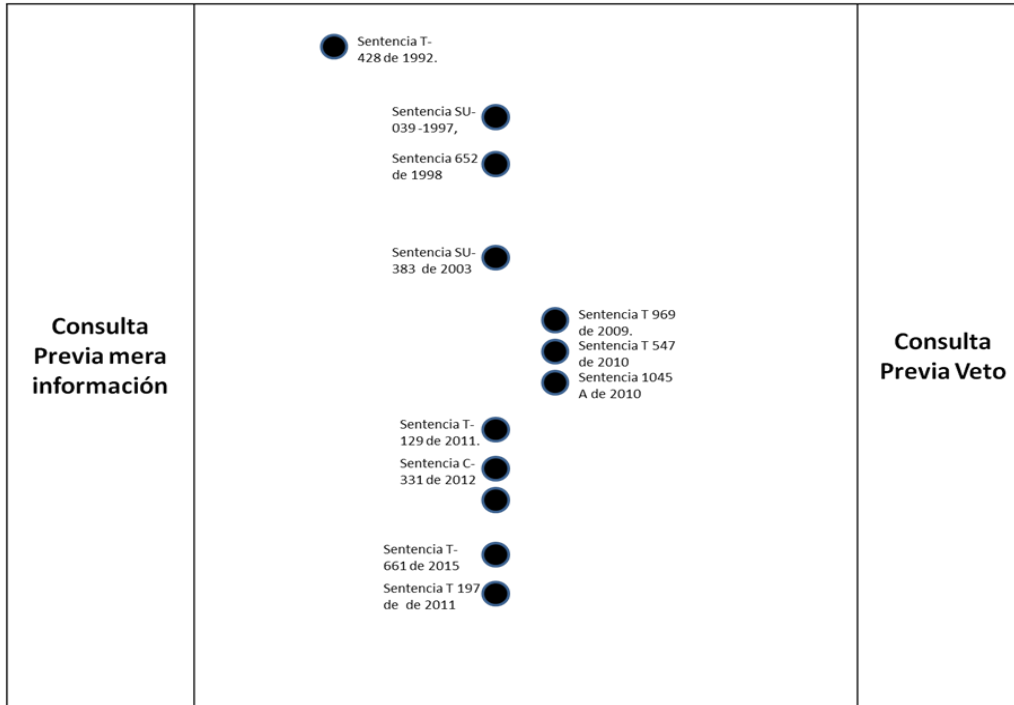 Consulta
Previa mera
información
Sentencia T-
428 de 1992.
Sentencia SU-
039 -1997,
Sentencia 652
de 1998
Sentencia SU-
383 de 2003
Sentencia T 969
de 2009.
Sentencia T 547
de 2010
Sentencia 1045
A de 2010
Sentencia T-
129 de 2011.
Sentencia C-
331 de 2012
Sentencia T-
661 de 2015
Sentencia T 197
de de 2011
Consulta
Previa Veto